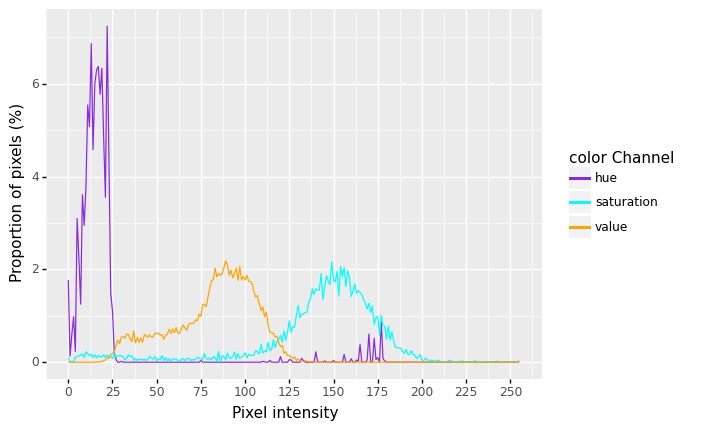 Proportion of pixels (%)
6
4
2
0
0 25 50 75 100 125 150 175 200 225 250
Pixel intensity
color Channel
hue
saturation
value